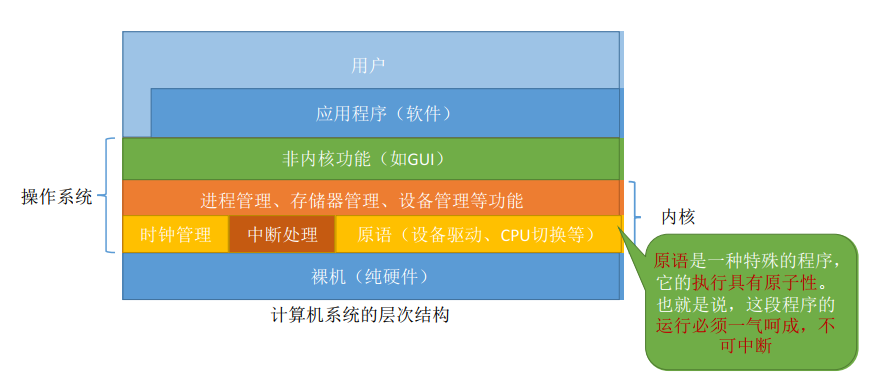 用户
应用程序（软件）
非内核功能（如GUI）
操作系统
进程管理、存储器管理、设备管理等功能
内核
时钟管理
中断处理
原语（设备驱动、CPU切换等）
裸机（纯硬件）
计算机系统的层次结构
原语是一种特殊的程序，
它的执行具有原子性。
也就是说，这段程序的
运行必须一气呵成，不
可中断